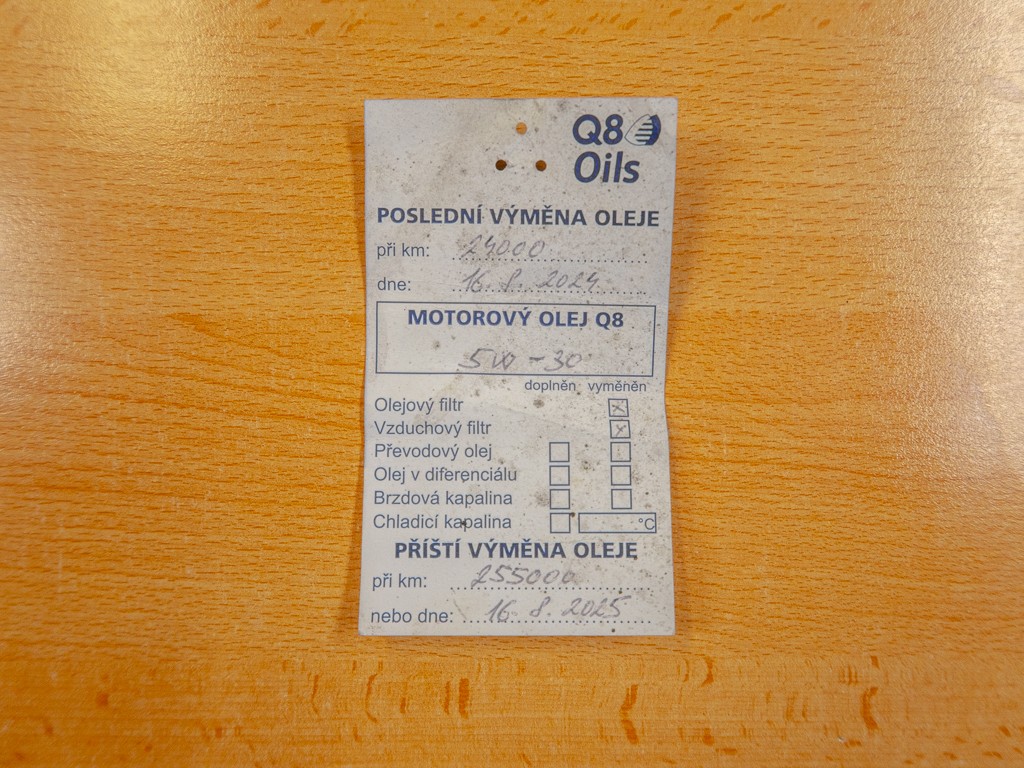 Q8
Oils
POSLEDNÍ VÝMĚNA OLEJE
při km: 24000
dne: 16. 8. 2024
MOTOROVÝ OLEJ Q8
5W-30
doplněn vyměněn
Olejový filtr
Vzduchový filtr
Převodový olej
Olej v diferenciálu
Brzdová kapalina
Chladicí kapalina °C
PŘÍŠTÍ VÝMĚNA OLEJE
při km: 255000
nebo dne: 16. 8. 2025